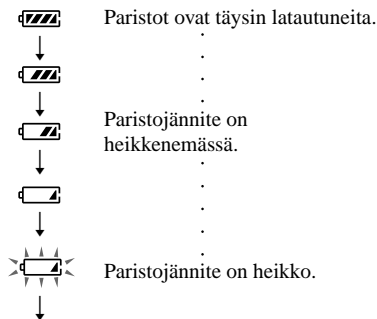 Paristot ovat täysin latautuneita.
Paristojännite on
heikkenemässä.
Paristojännite on heikko.